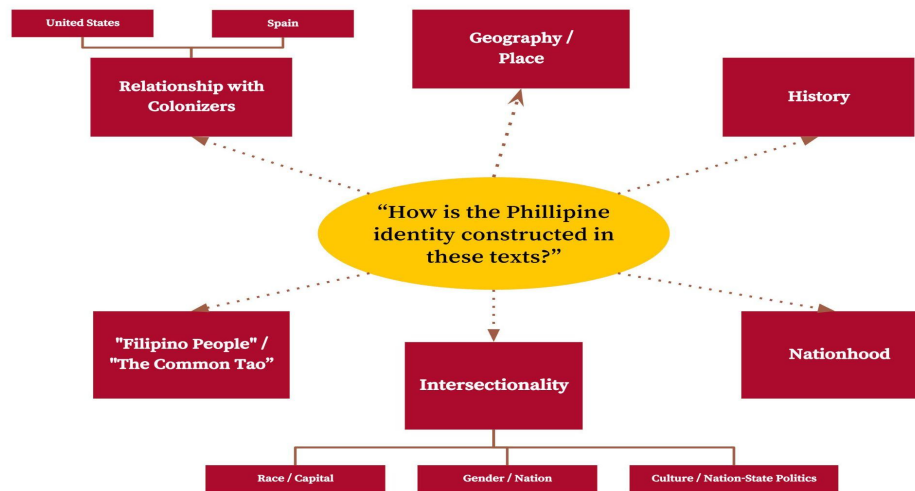 United States
Spain
Relationship with
Colonizers
Geography /
Place
History
“How is the Phillipine
identity constructed in
these texts?”
"Filipino People" /
"The Common Tao”
Intersectionality
Nationhood
Race / Capital
Gender / Nation
Culture / Nation-State Politics